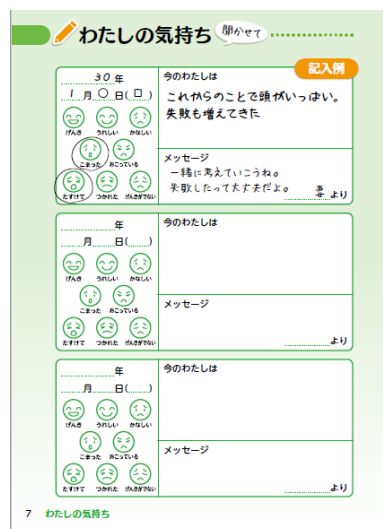 わたしの気持ち 聞かせて
記入例
30年
1月〇日(□)
げんき うれしい かなしい
こまった おこっている
たすけて つかれた げんきがでない
今のわたしは
これからのことで頭がいっぱい。
失敗も増えてきた
メッセージ
一緒に考えていこうね。
失敗したって大丈夫だよ。
妻より
年
月 日( )
げんき うれしい かなしい
こまった おこっている
たすけて つかれた げんきがでない
今のわたしは
メッセージ
より
年
月 日( )
げんき うれしい かなしい
こまった おこっている
たすけて つかれた げんきがでない
今のわたしは
メッセージ
より
7 わたしの気持ち